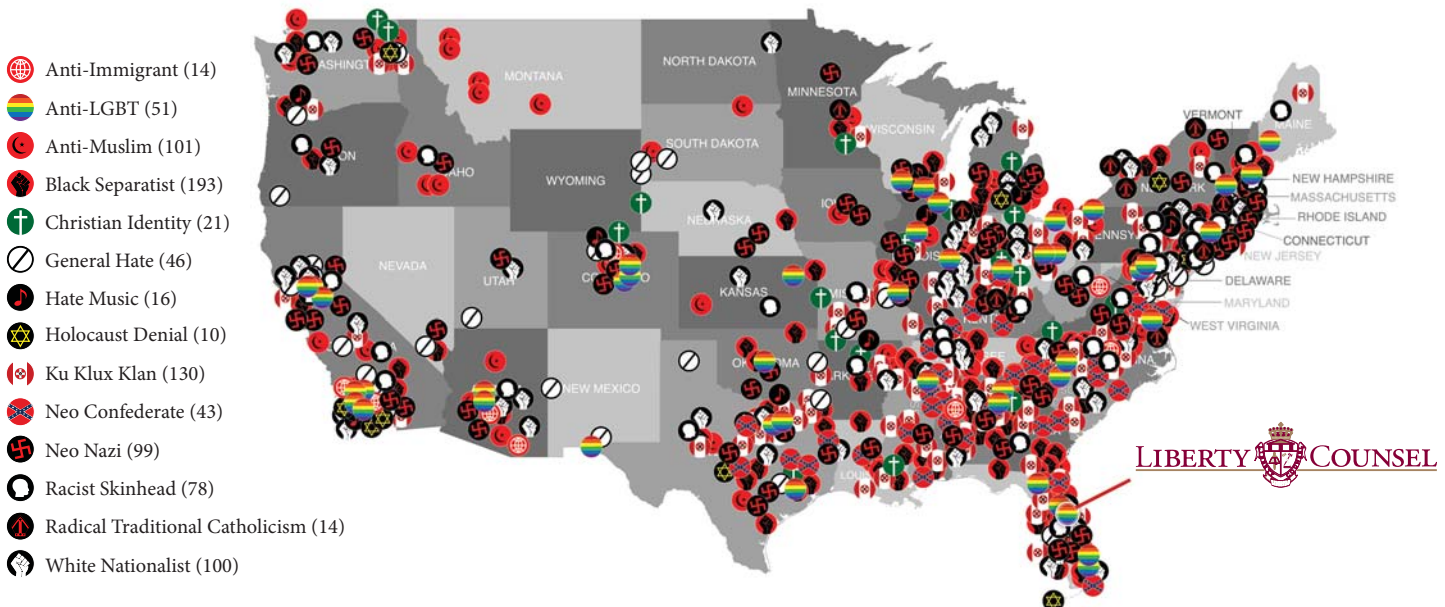 Anti-Immigrant (14)
Anti-LGBT (51)
Anti-Muslim (101)
Black Separatist (193)
Christian Identity (21)
General Hate (46)
Hate Music (16)
Holocaust Denial (10)
Ku Klux Klan (130)
Neo Confederate (43)
Neo Nazi (99)
Racist Skinhead (78)
Radical Traditional Catholicism (14)
White Nationalist (100)
MONTANA
NORTH DAKOTA
MINNESOTA
WISCONSIN
SOUTH DAKOTA
WYOMING
NEVADA
UTAH
KANSAS
NEW MEXICO
VERMONT
MAINE
NEW HAMPSHIRE
MASSACHUSETTS
RHODE ISLAND
CONNECTICUT
NEW JERSEY
DELAWARE
MARYLAND
WEST VIRGINIA
LIBERTY COUNSEL